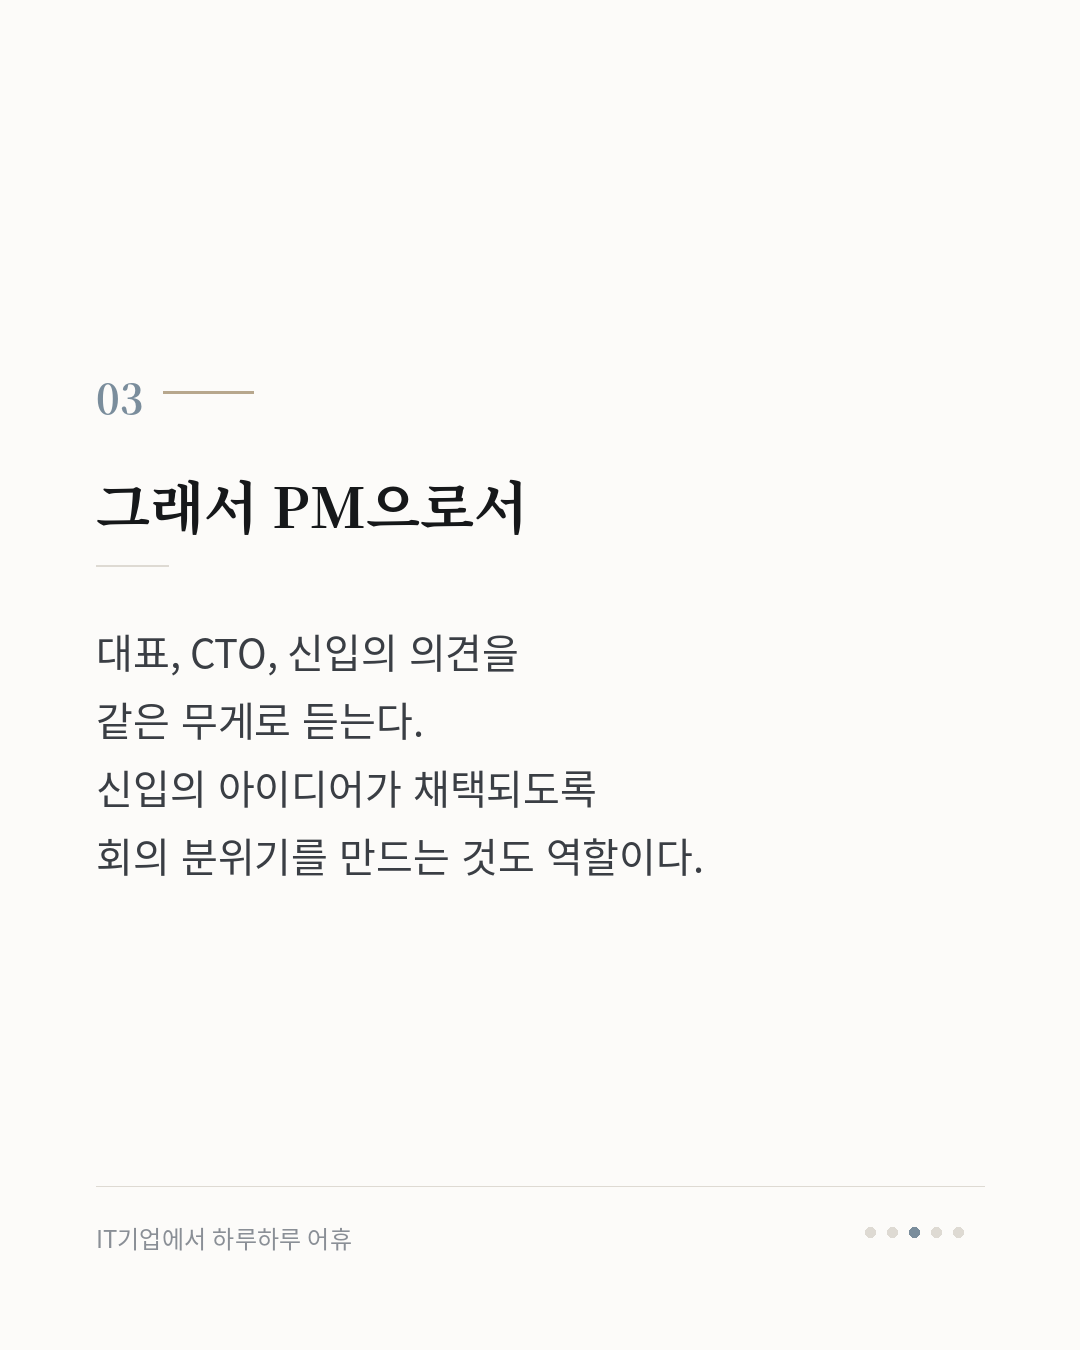 03
그래서 PM으로서
대표, CTO, 신입의 의견을
같은 무게로 듣는다.
신입의 아이디어가 채택되도록
회의 분위기를 만드는 것도 역할이다.
IT기업에서 하루하루 어휴